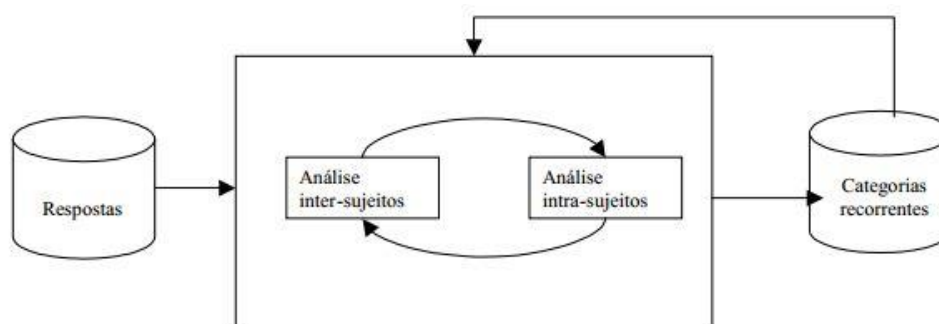 Respostas
Análise
inter-sujeitos
Análise
intra-sujeitos
Categorias
recorrentes